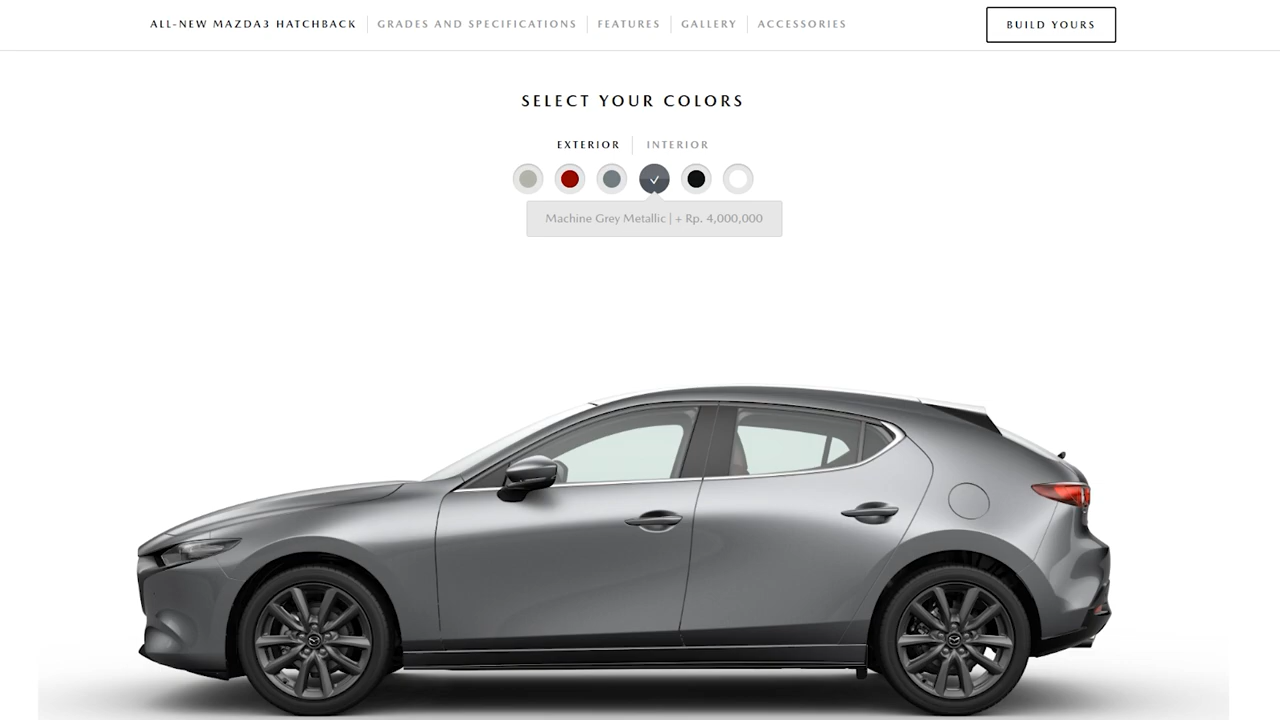 ALL-NEW MAZDA3 HATCHBACK
GRADES AND SPECIFICATIONS
FEATURES
GALLERY
ACCESSORIES
BUILD YOURS
SELECT YOUR COLORS
EXTERIOR
INTERIOR
Machine Grey Metallic | + Rp. 4,000,000